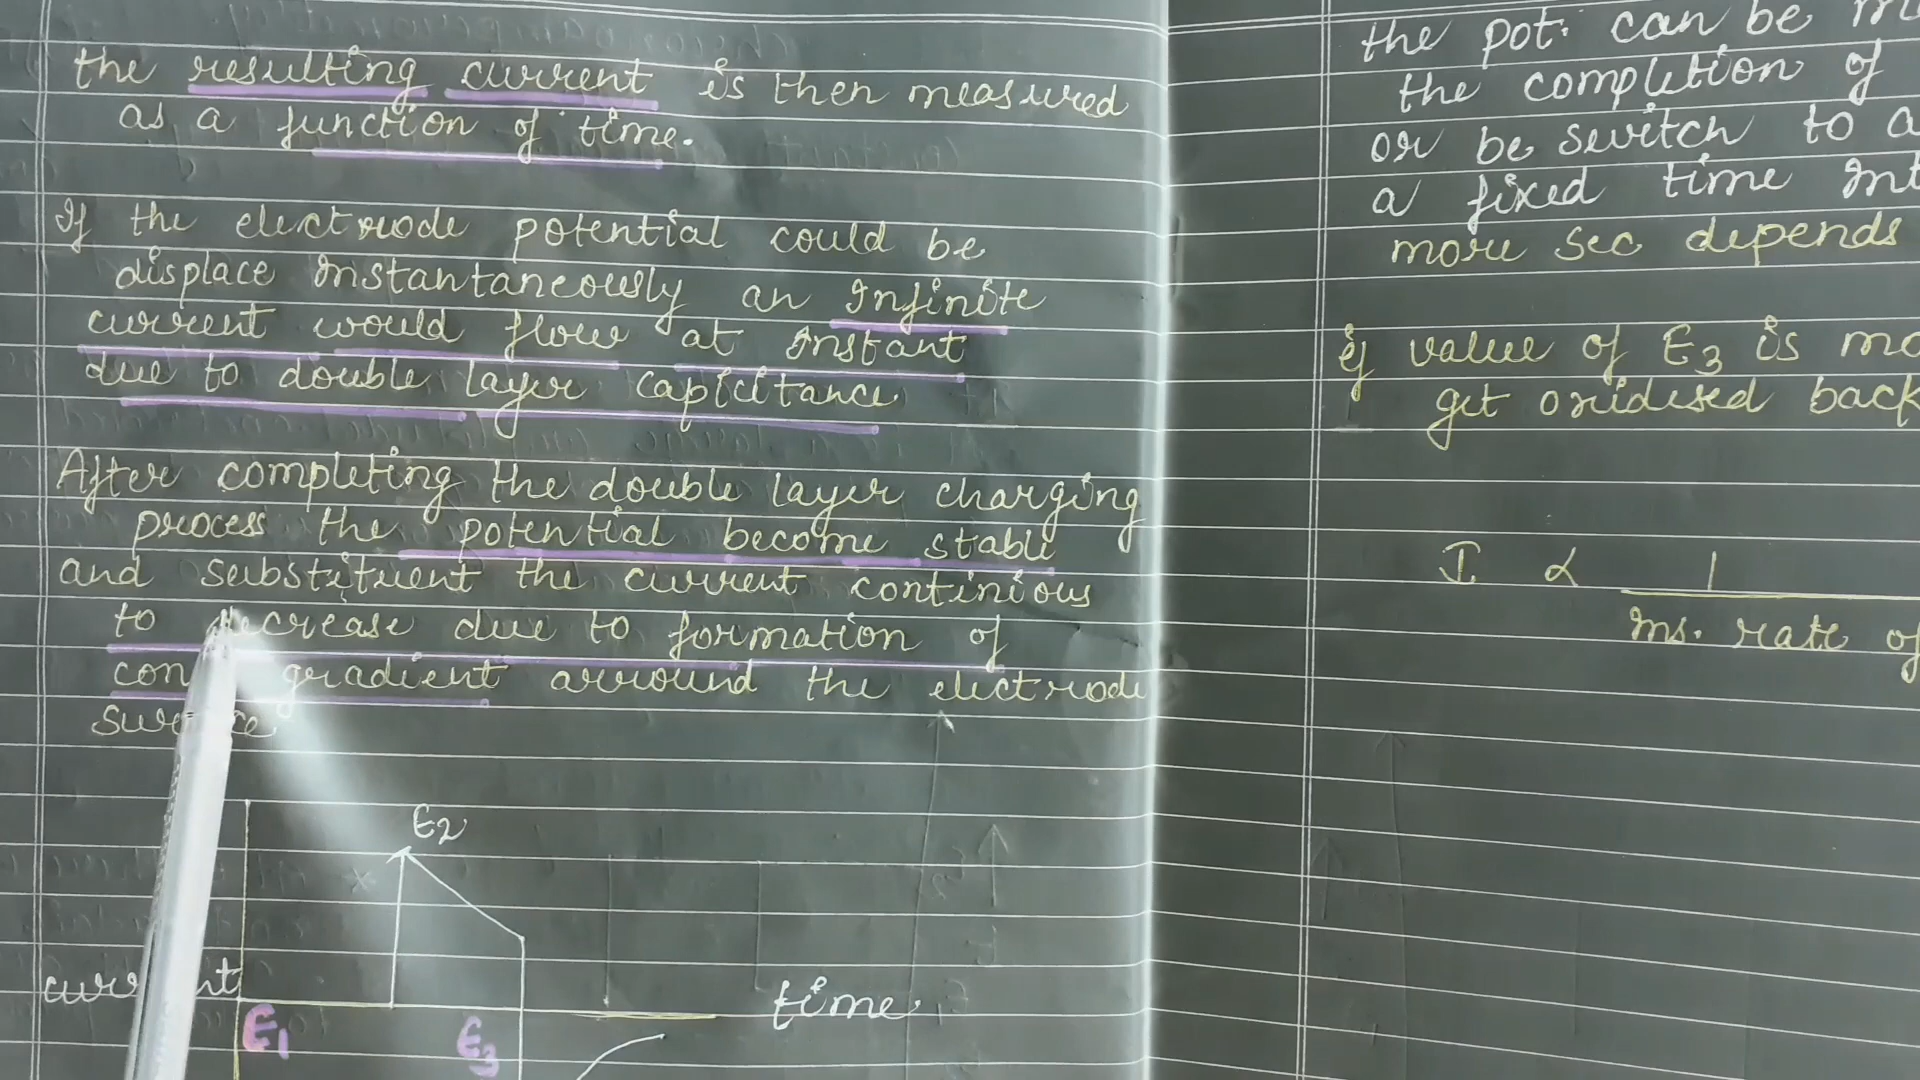 the resulting current is then measured
as a function of time.
If the electrode potential could be
displace Instantaneously an Infinite
current would flow at Instant
due to double layer capicitance
After completing the double layer charging
process the potential become stable
and substituent the current continious
to decrease due to formation of
gradient arround the electrode
E2
time
E1
E3
the pot. can be
the completion of
or be switch to a
a fixed time
more sec depends
if value of E3 is
get oxidised back
I α 1
Ins. rate of